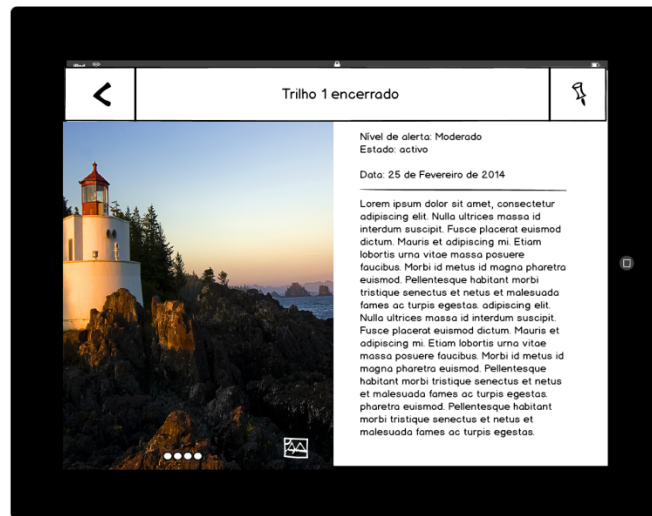 Trilho 1 encerrado
Nível de alerta: Moderado
Estado: activo
Data: 25 de Fevereiro de 2014
Lorem ipsum dolor sit amet, consectetur
adipiscing elit. Nulla ultrices massa id
interdum suscipit. Fusce placerat euismod
dictum. Mauris et adipiscing mi. Etiam
lobortis urna vitae massa posuere
faucibus. Morbi id metus id magna pharetra
euismod. Pellentesque habitant morbi
tristique senectus et netus et malesuada
fames ac turpis egestas. adipiscing elit.
Nulla ultrices massa id interdum suscipit.
Fusce placerat euismod dictum. Mauris et
adipiscing mi. Etiam lobortis urna vitae
massa posuere faucibus. Morbi id metus id
magna pharetra euismod. Pellentesque
habitant morbi tristique senectus et netus
et malesuada fames ac turpis egestas.
pharetra euismod. Pellentesque habitant
morbi tristique senectus et netus et
malesuada fames ac turpis egestas.